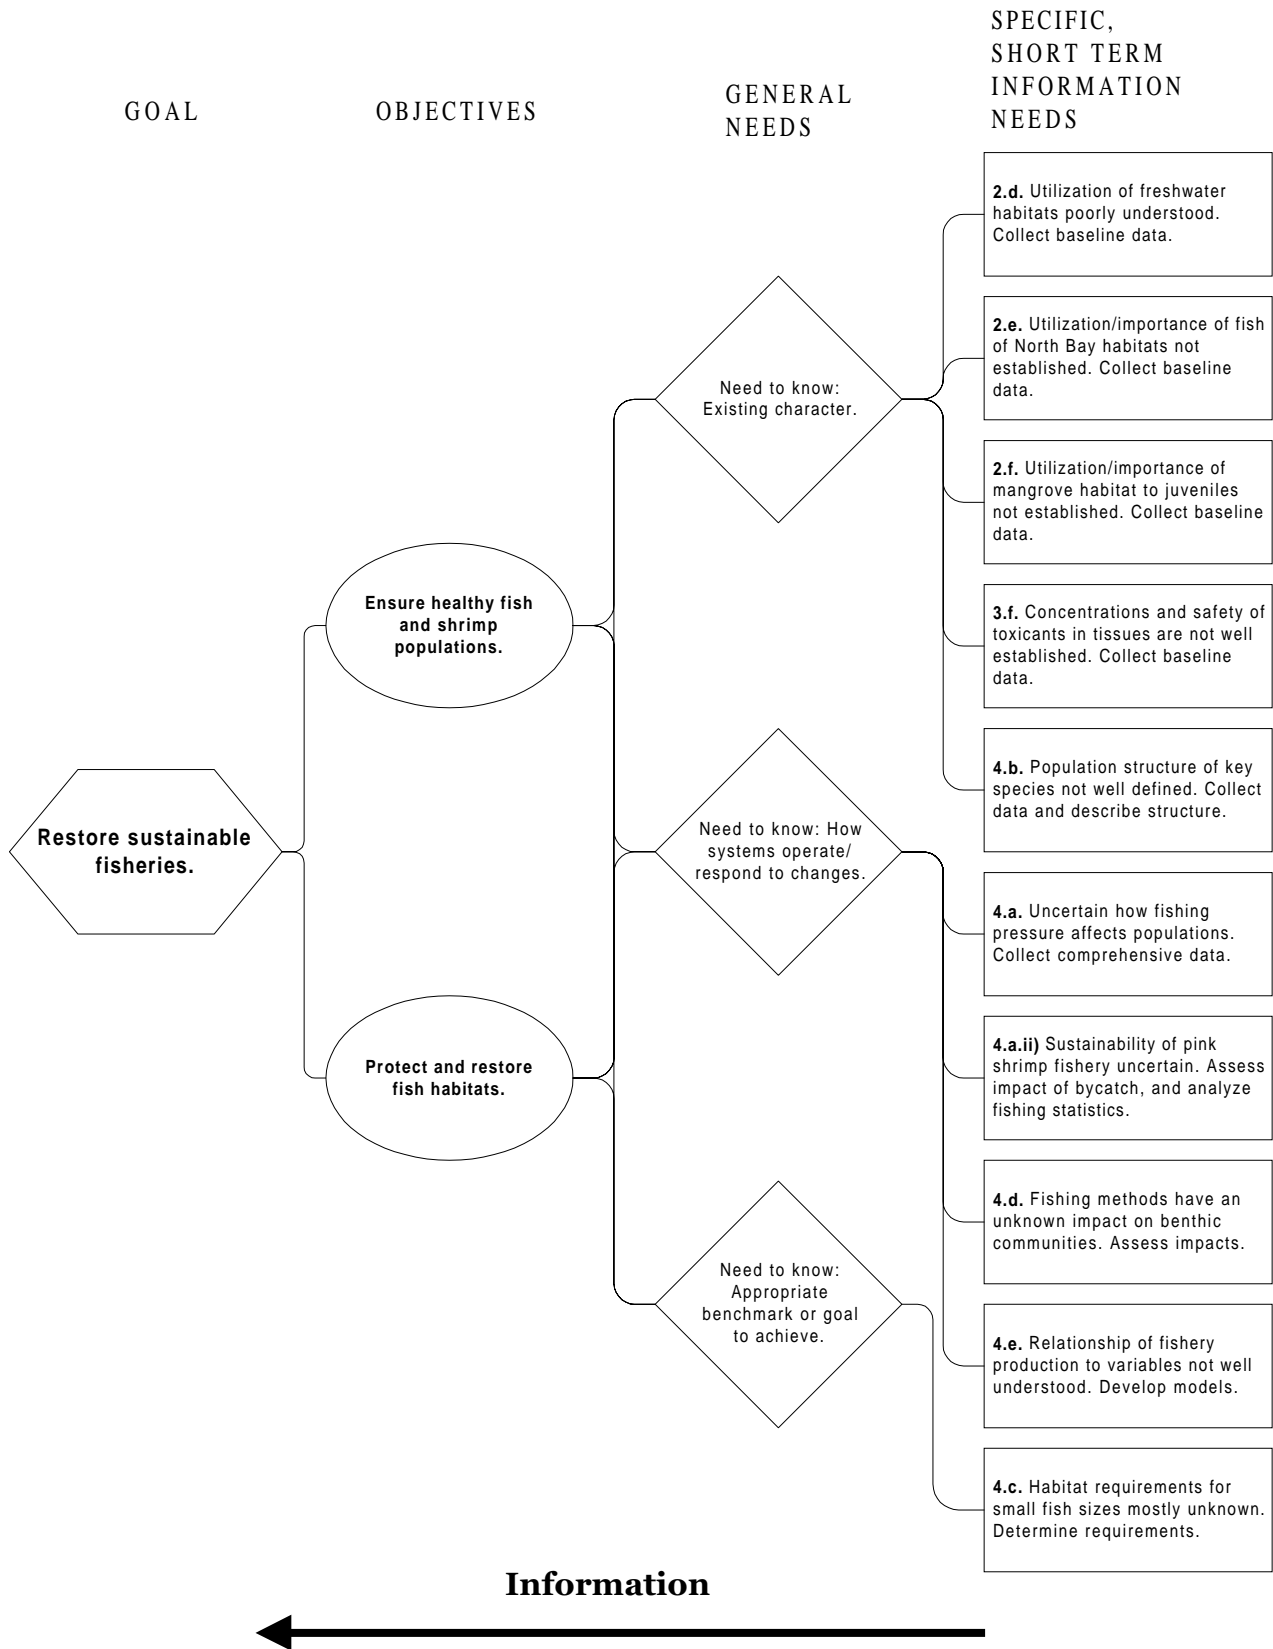 SPECIFIC,
SHORT TERM
INFORMATION
NEEDS
GENERAL
NEEDS
OBJECTIVES
GOAL
2.d. Utilization of freshwater
habitats poorly understood.
Collect baseline data.
2.e. Utilization/importance of fish
of North Bay habitats not
established. Collect baseline
data.
Need to know:
Existing character.
2.f. Utilization/importance of
mangrove habitat to juveniles
not established. Collect baseline
data.
Ensure healthy fish
and shrimp
populations.
3.f. Concentrations and safety of
toxicants in tissues are not well
established. Collect baseline
data.
4.b. Population structure of key
species not well defined. Collect
data and describe structure.
Restore sustainable
fisheries.
Need to know: How
systems operate/
respond to changes.
4.a. Uncertain how fishing
pressure affects populations.
Collect comprehensive data.
4.a.ii) Sustainability of pink
shrimp fishery uncertain. Assess
impact of bycatch, and analyze
fishing statistics.
Protect and restore
fish habitats.
4.d. Fishing methods have an
unknown impact on benthic
communities. Assess impacts.
Need to know:
Appropriate
benchmark or goal
to achieve.
4.e. Relationship of fishery
production to variables not well
understood. Develop models.
4.c. Habitat requirements for
small fish sizes mostly unknown.
Determine requirements.
Information